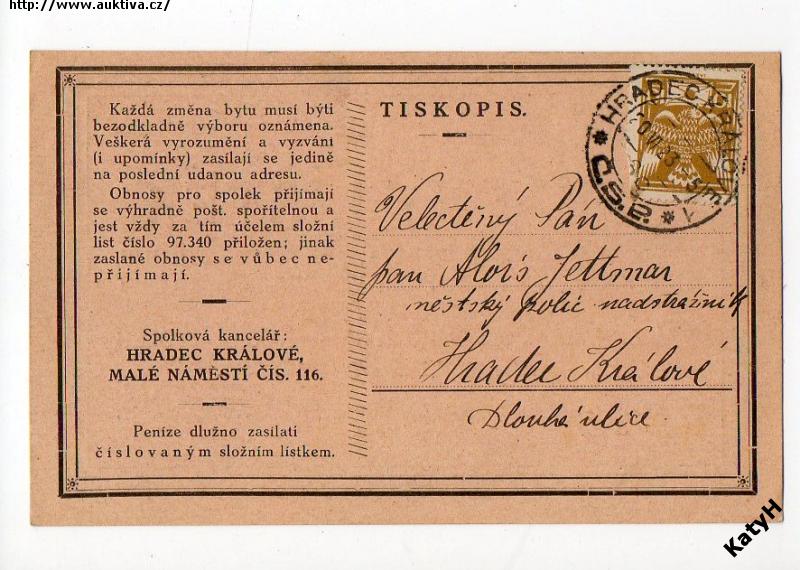 http://www.auktiva.cz/
Každá změna bytu musí býti
bezodkladně výboru oznámena.
Veškerá vyrozumění a vyzvání
(i upomínky) zasílají se jedině
na poslední udanou adresu.
Obnosy pro spolek přijímají
se výhradně pošt. spořitelnou a
jest vždy za tím účelem složní
list číslo 97.340 přiložen; jinak
zaslané obnosy se vůbec ne-
přijímají.
Spolková kancelář:
HRADEC KRÁLOVÉ,
MALÉ NÁMĚSTÍ ČÍS. 116.
Peníze dlužno zasílati
číslovaným složním lístkem.
TISKOPIS.
HRADEC KRÁLOVÉ 1
Č.S.R.
Velectěný Pán
pan Alois Jettmar
městský polic nadstrážník
Hradec Králové
Dlouhá ulice
KatyH